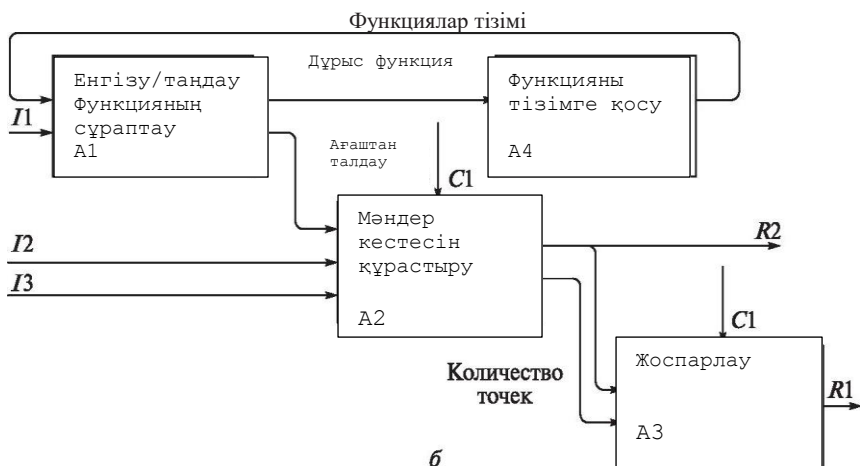 Функциялар тізімі
Енгізу/таңдау
Функцияның
сұраптау
А1
Дұрыс функция
Функцияны
тізімге қосу
А4
I1
Ағаштан
талдау
C1
Мәндер
кестесін
құрастыру
А2
I2
I3
R2
C1
Жоспарлау
А3
R1
Количество
точек
б